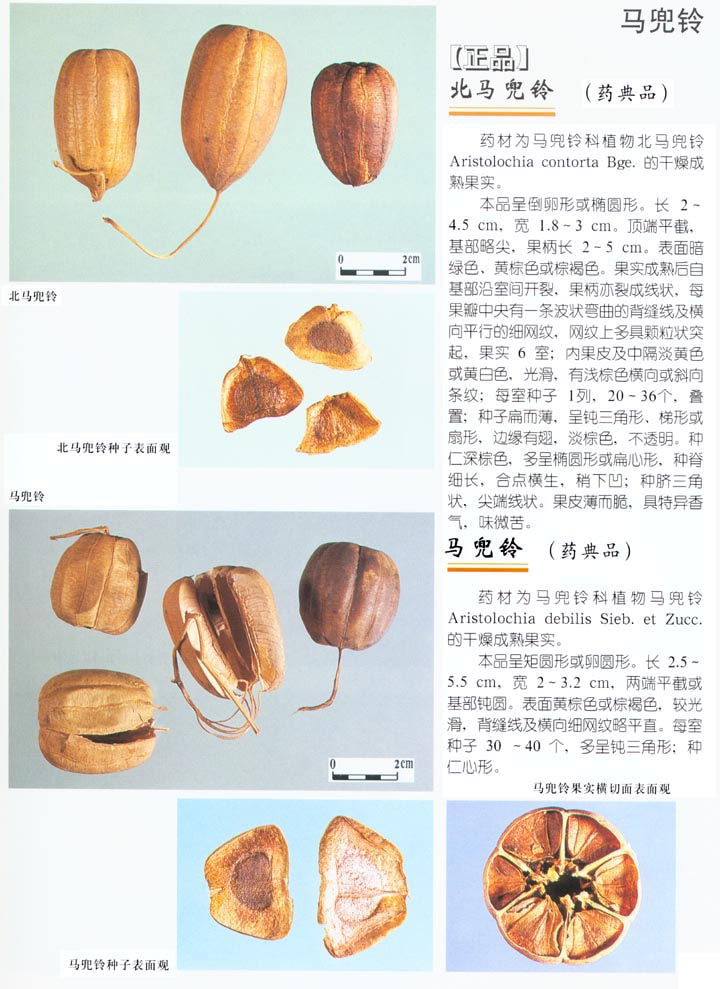 马兜铃
【正品】
北马兜铃 （药典品）
药材为马兜铃科植物北马兜铃
Aristolochia contorta Bge. 的干燥成
熟果实。
本品呈倒卵形或椭圆形。长 2~
4.5 cm，宽 1.8~3 cm。顶端平截，
基部略尖，果柄长 2~5 cm。表面暗
绿色、黄棕色或棕褐色。果实成熟后自
基部沿室间开裂，果柄亦裂成线状，每
果瓣中央有一条波状弯曲的背缝线及横
向平行的细网纹，网纹上多具颗粒状突
起，果实 6 室；内果皮及中隔淡黄色
或黄白色，光滑，有浅棕色横向或斜向
条纹；每室种子 1列，20~36个，叠
置；种子扁而薄，呈钝三角形、梯形或
扇形，边缘有翅，淡棕色，不透明。种
仁深棕色，多呈椭圆形或扁心形，种脊
细长，合点横生，稍下凹；种脐三角
状，尖端线状。果皮薄而脆，具特异香
气，味微苦。
马兜铃 （药典品）
药材为马兜铃科植物马兜铃
Aristolochia debilis Sieb. et Zucc.
的干燥成熟果实。
本品呈矩圆形或卵圆形。长 2.5~
5.5 cm，宽 2~3.2 cm，两端平截或
基部钝圆。表面黄棕色或棕褐色，较光
滑，背缝线及横向细网纹略平直。每室
种子 30 ~40 个，多呈钝三角形；种
仁心形。
0 2cm
北马兜铃
北马兜铃种子表面观
马兜铃
0 2cm
马兜铃种子表面观
马兜铃果实横切面表面观